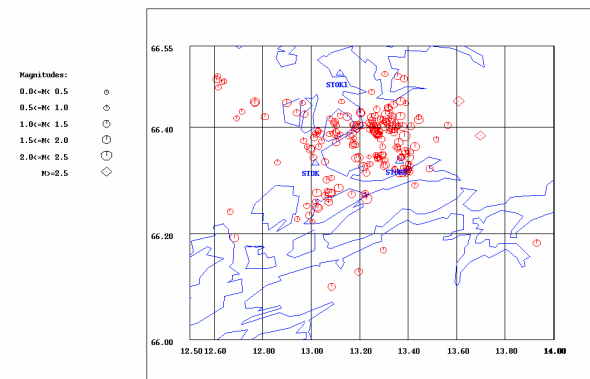 66.55
Magnitudes:
STOK1
0.0<=M< 0.5
0.5<=M< 1.0
1.0<=M< 1.5
66.40
1.5<=M< 2.0
2.0<=M< 2.5
M>=2.5
STOK
66.20
66.00
12.50 12.60 12.80 13.00 13.20 13.40 13.60 13.80 14.00